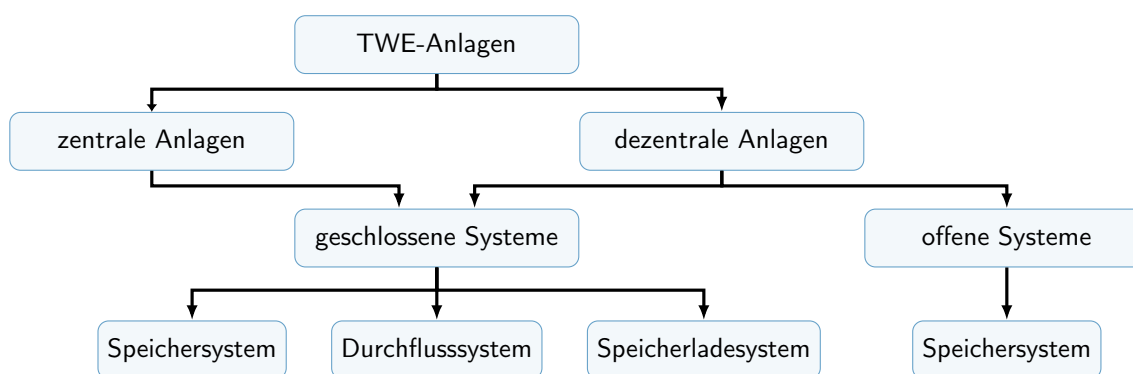 TWE-Anlagen
zentrale Anlagen
dezentrale Anlagen
geschlossene Systeme
offene Systeme
Speichersystem
Durchflusssystem
Speicherladesystem
Speichersystem